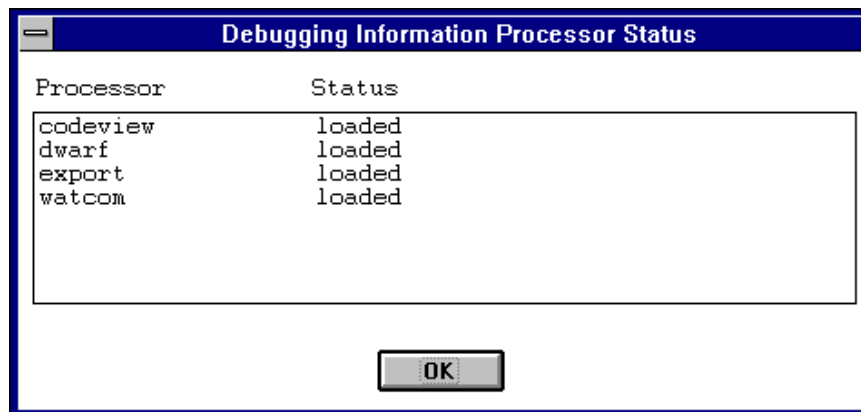 Debugging Information Processor Status
Processor Status
codeview loaded
dwarf loaded
export loaded
watcom loaded
OK